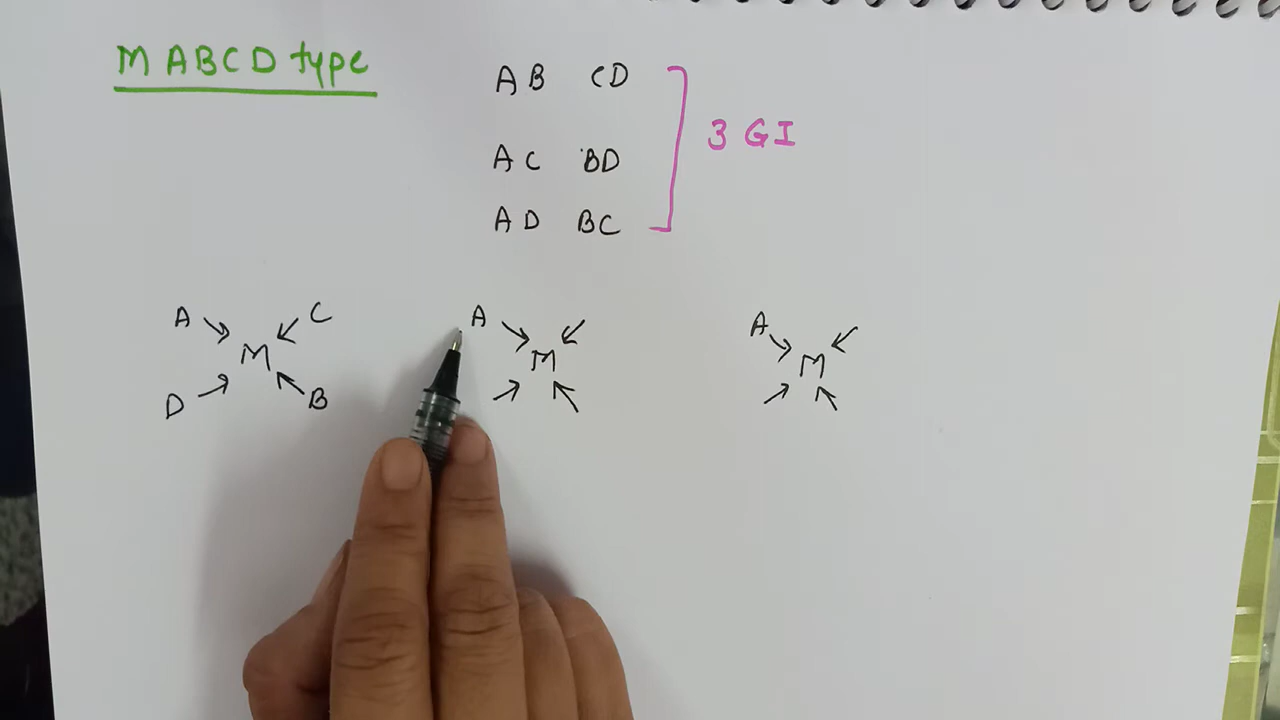 M ABCD type
AB CD
3 GI
AC BD
AD BC
A C A A
M M M
D B